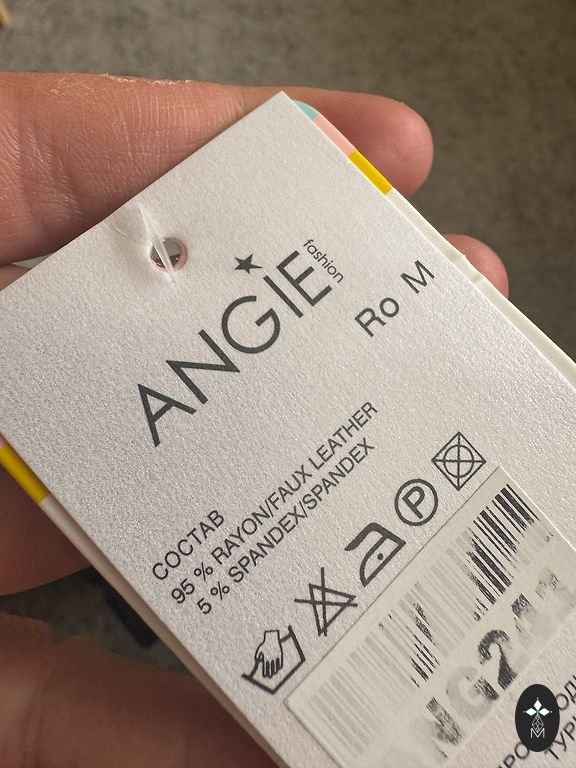 ANGIE
fashion
Ro M
СОСТАВ
95 % RAYON/FAUX LEATHER
5 % SPANDEX/SPANDEX
P